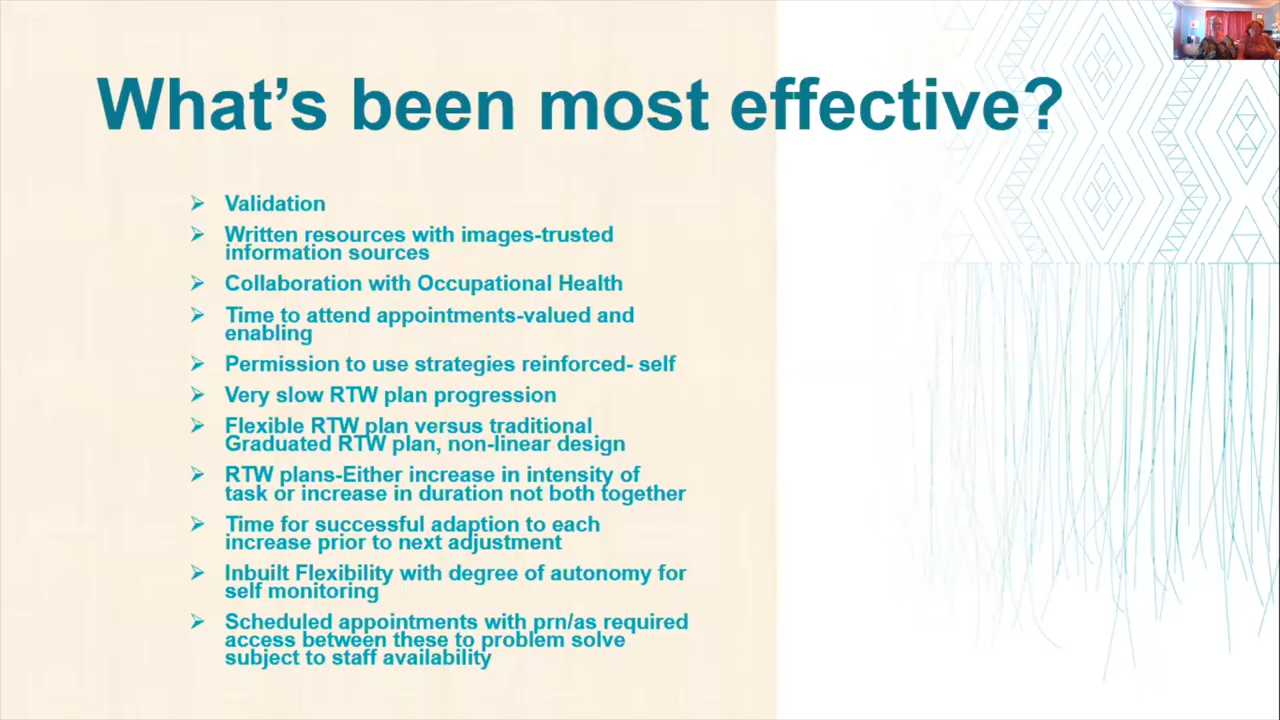 What's been most effective?
Validation
Written resources with images-trusted
information sources
Collaboration with Occupational Health
Time to attend appointments-valued and
enabling
Permission to use strategies reinforced- self
Very slow RTW plan progression
Flexible RTW plan versus traditional
Graduated RTW plan, non-linear design
RTW plans-Either increase in intensity of
task or increase in duration not both together
Time for successful adaption to each
increase prior to next adjustment
Inbuilt Flexibility with degree of autonomy for
self monitoring
Scheduled appointments with prn/as required
access between these to problem solve
subject to staff availability